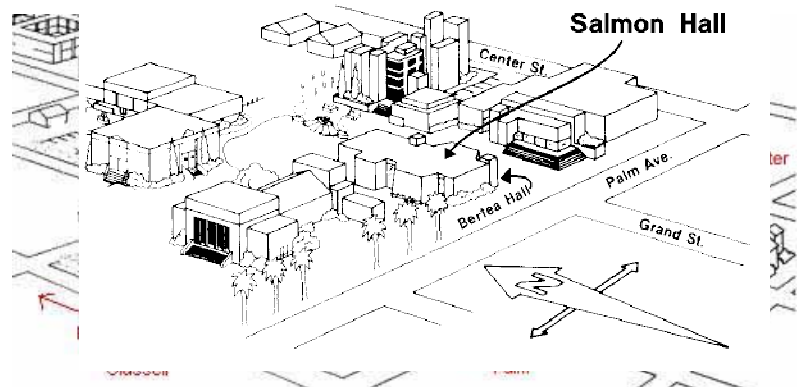 Salmon Hall
Center St.
Palm Ave.
Bertea Hall
Grand St.
N